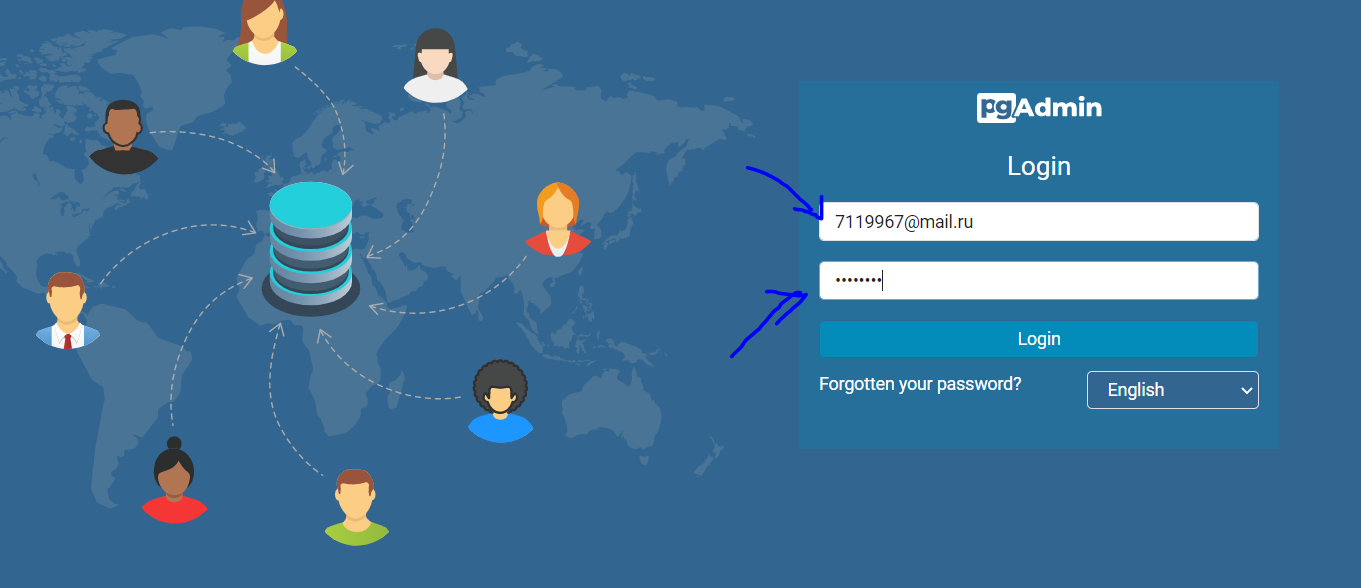 pgAdmin
Login
7119967@mail.ru
••••••••
Login
Forgotten your password?
English